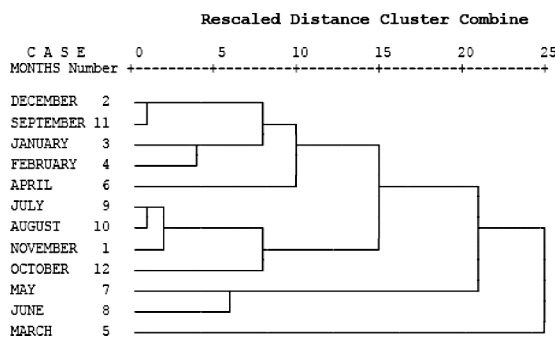 Rescaled Distance Cluster Combine
C A S E 0 5 10 15 20 25
MONTHS Number +---------+---------+---------+---------+---------+
DECEMBER 2
SEPTEMBER 11
JANUARY 3
FEBRUARY 4
APRIL 6
JULY 9
AUGUST 10
NOVEMBER 1
OCTOBER 12
MAY 7
JUNE 8
MARCH 5